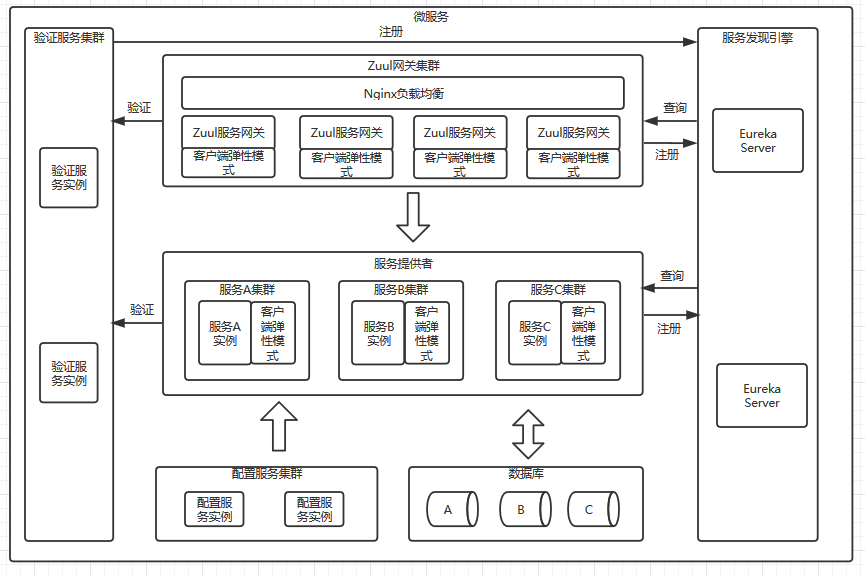 微服务
注册
验证服务集群
服务发现引擎
Zuul网关集群
Nginx负载均衡
验证
查询
注册
Zuul服务网关
Zuul服务网关
Zuul服务网关
Zuul服务网关
客户端弹性模
式
客户端弹性模
式
客户端弹性模
式
客户端弹性模
式
Eureka
Server
验证服
务实例
服务提供者
查询
注册
验证
服务A集群
服务A
实例
客户
端弹
性模
式
服务B集群
服务B
实例
客户
端弹
性模
式
服务C集群
服务C
实例
客户
端弹
性模
式
验证服
务实例
Eureka
Server
配置服务集群
配置服
务实例
配置服
务实例
数据库
A
B
C